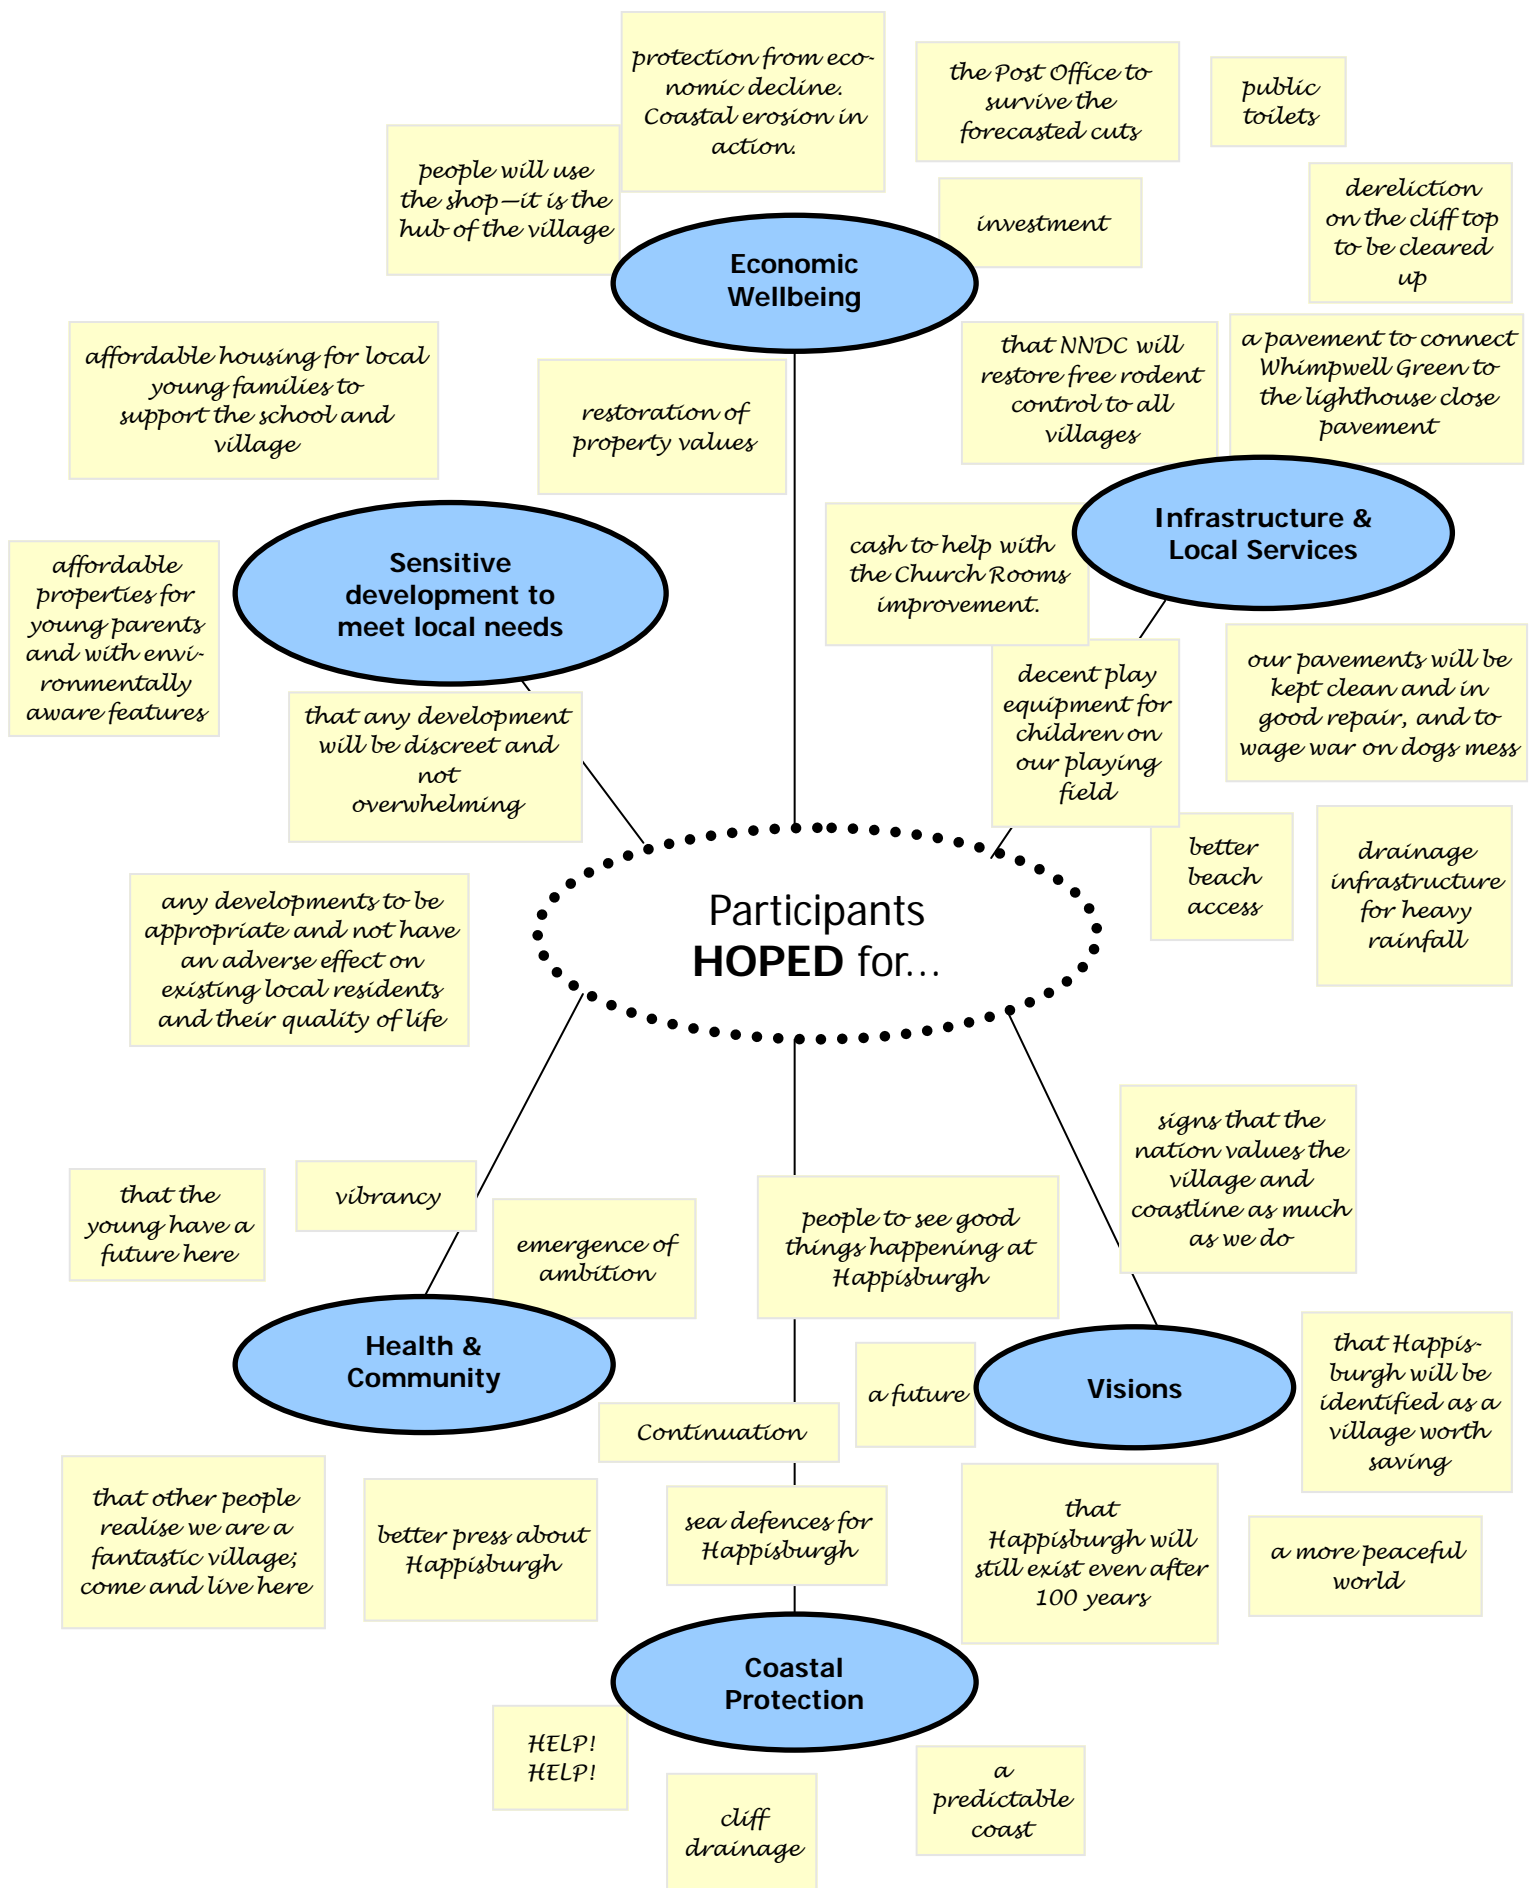 protection from eco-
nomic decline.
Coastal erosion in
action.
the Post Office to
survive the
forecasted cuts
public
toilets
people will use
the shop—it is the
hub of the village
investment
dereliction
on the cliff top
to be cleared
up
Economic
Wellbeing
affordable housing for local
young families to
support the school and
village
restoration of
property values
that NNDC will
restore free rodent
control to all
villages
a pavement to connect
Whimpwell Green to
the lighthouse close
pavement
Infrastructure &
Local Services
Sensitive
development to
meet local needs
cash to help with
the Church Rooms
improvement.
affordable
properties for
young parents
and with envi-
ronmentally
aware features
that any development
will be discreet and
not
overwhelming
decent play
equipment for
children on
our playing
field
our pavements will be
kept clean and in
good repair, and to
wage war on dogs mess
better
beach
access
drainage
infrastructure
for heavy
rainfall
any developments to be
appropriate and not have
an adverse effect on
existing local residents
and their quality of life
Participants
HOPED for...
signs that the
nation values the
village and
coastline as much
as we do
that the
young have a
future here
vibrancy
emergence of
ambition
people to see good
things happening at
Happisburgh
Health &
Community
a future
Visions
that Happis-
burgh will be
identified as a
village worth
saving
Continuation
that other people
realise we are a
fantastic village;
come and live here
better press about
Happisburgh
sea defences for
Happisburgh
that
Happisburgh will
still exist even after
100 years
a more peaceful
world
Coastal
Protection
HELP!
HELP!
cliff
drainage
a
predictable
coast